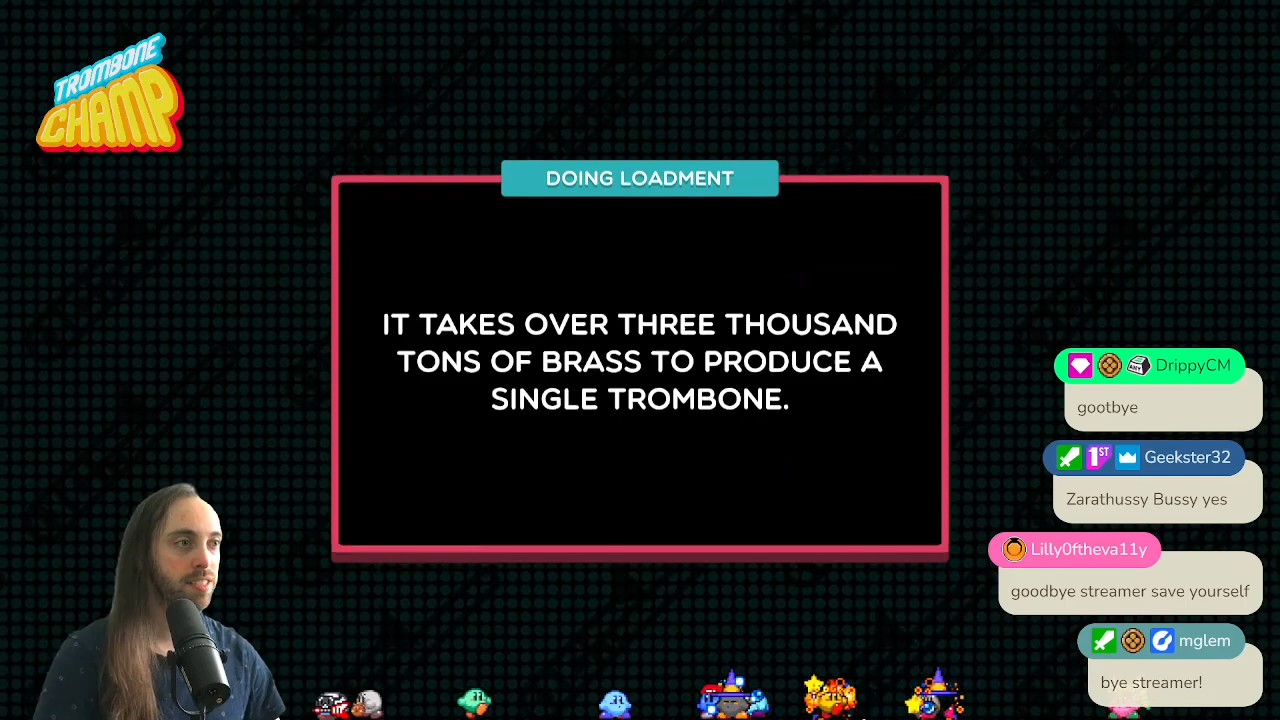 TROMBONE
CHAMP
DOING LOADMENT
IT TAKES OVER THREE THOUSAND
TONS OF BRASS TO PRODUCE A
SINGLE TROMBONE.
DrippyCM
gootbye
1ST Geekster32
Zarathussy Bussy yes
Lilly0ftheva11y
goodbye streamer save yourself
mglem
bye streamer!